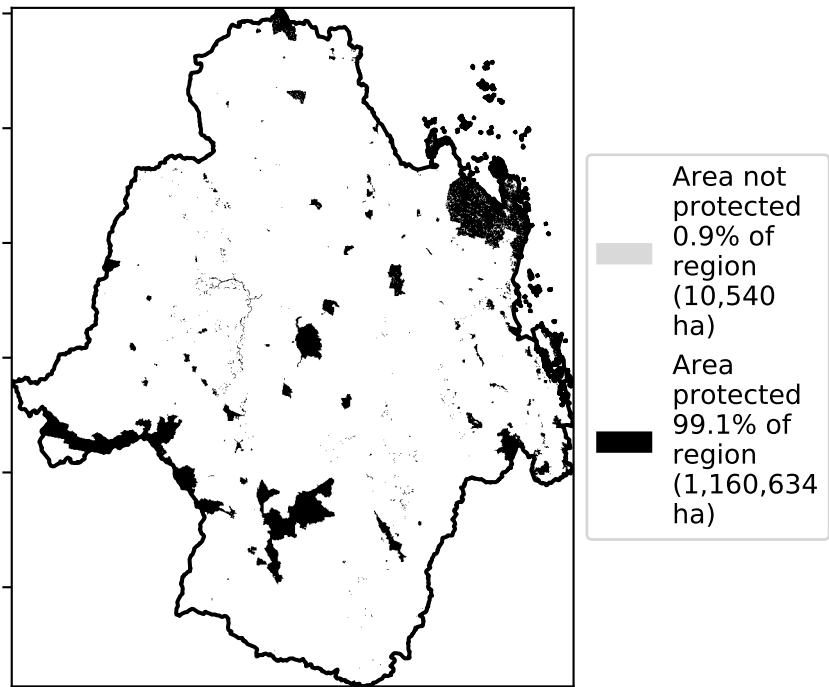 Area not
protected
0.9% of
region
(10,540
ha)
Area
protected
99.1% of
region
(1,160,634
ha)